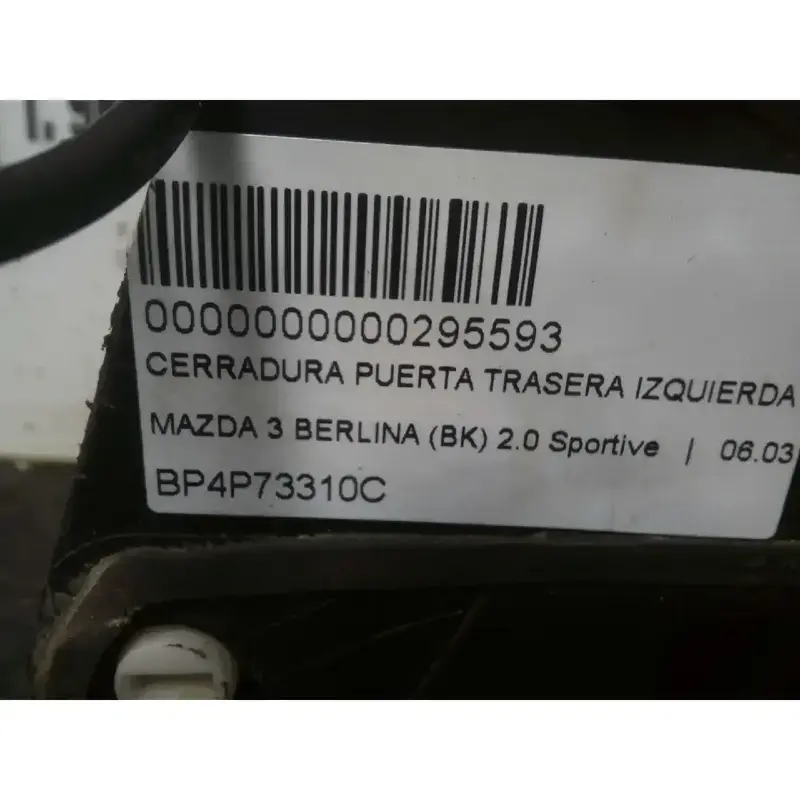 0000000000295593
CERRADURA PUERTA TRASERA IZQUIERDA
MAZDA 3 BERLINA (BK) 2.0 Sportive | 06.03
BP4P73310C